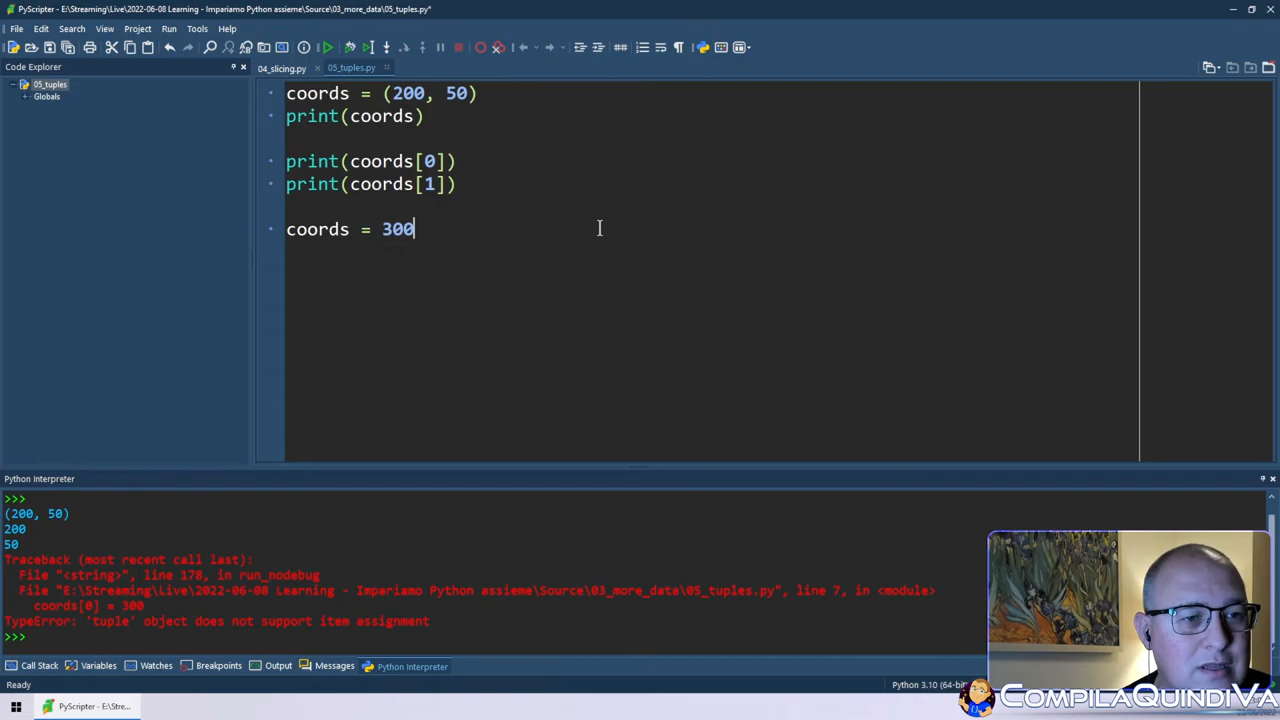 PyScripter - E:\Streaming\Live\2022-06-08 Learning - Impariamo Python assieme\Source\03_more_data\05_tuples.py*
File Edit Search View Project Run Tools Help
Code Explorer
04_slicing.py 05_tuples.py
05_tuples
Globals
coords = (200, 50)
print(coords)
print(coords[0])
print(coords[1])
coords = 300
Python Interpreter
>>>
(200, 50)
200
50
Traceback (most recent call last):
File "<string>", line 178, in run_nodebug
File "E:\Streaming\Live\2022-06-08 Learning - Impariamo Python assieme\Source\03_more_data\05_tuples.py", line 7, in <module>
coords[0] = 300
TypeError: 'tuple' object does not support item assignment
>>>
Call Stack Variables Watches Breakpoints Output Messages Python Interpreter
Ready
Python 3.10 (64-bit)
PyScripter - E:\Stre...
CompilaQuindiVa